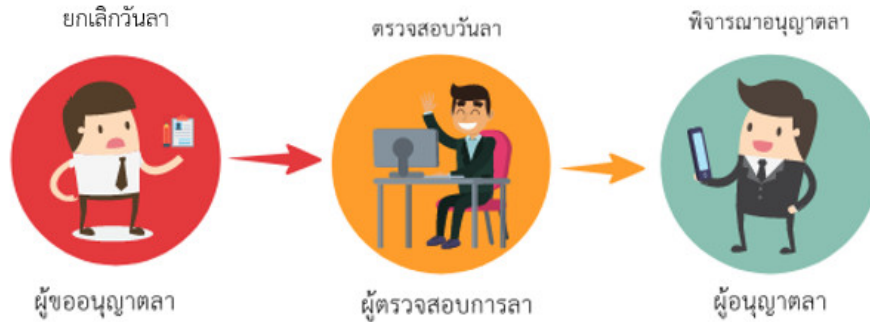 ยกเลิกวันลา
ตรวจสอบวันลา
พิจารณาอนุญาตลา
ผู้ขออนุญาตลา
ผู้ตรวจสอบการลา
ผู้อนุญาตลา